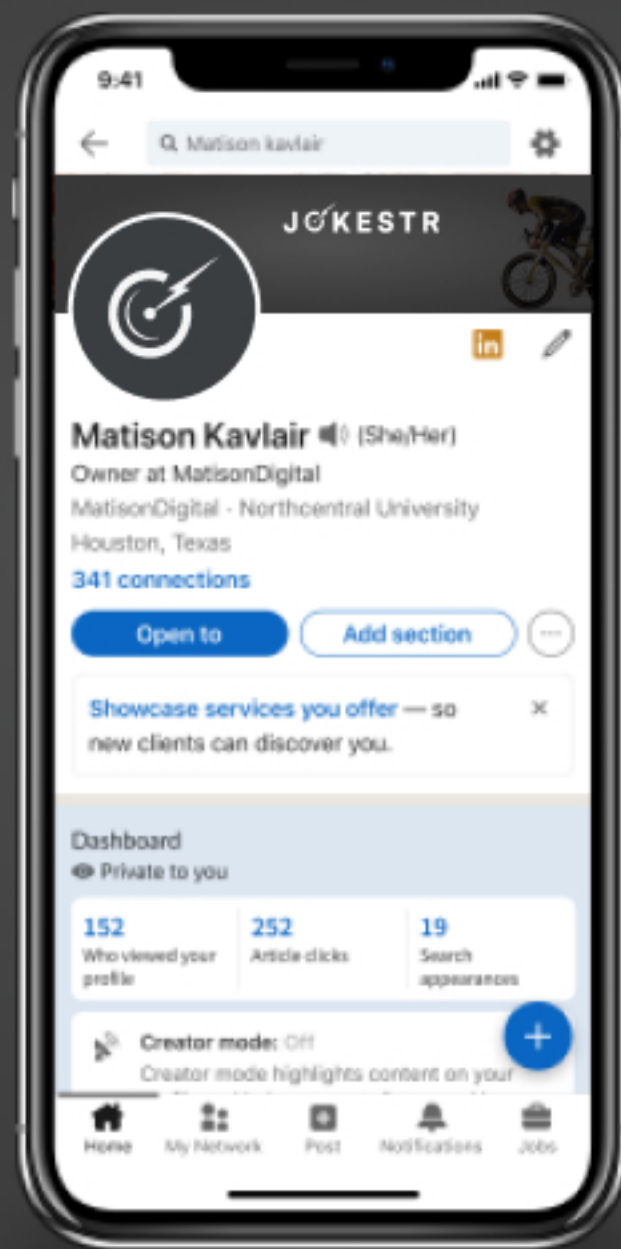 9:41
Matison kavlair
JOKESTR
in
Matison Kavlair (She/Her)
Owner at MatisonDigital
MatisonDigital - Northcentral University
Houston, Texas
341 connections
Open to
Add section
Showcase services you offer — so
new clients can discover you.
Dashboard
Private to you
152
Who viewed your
profile
252
Article clicks
19
Search
appearances
Creator mode: Off
Creator mode highlights content on your
Home
My Network
Post
Notifications
Jobs